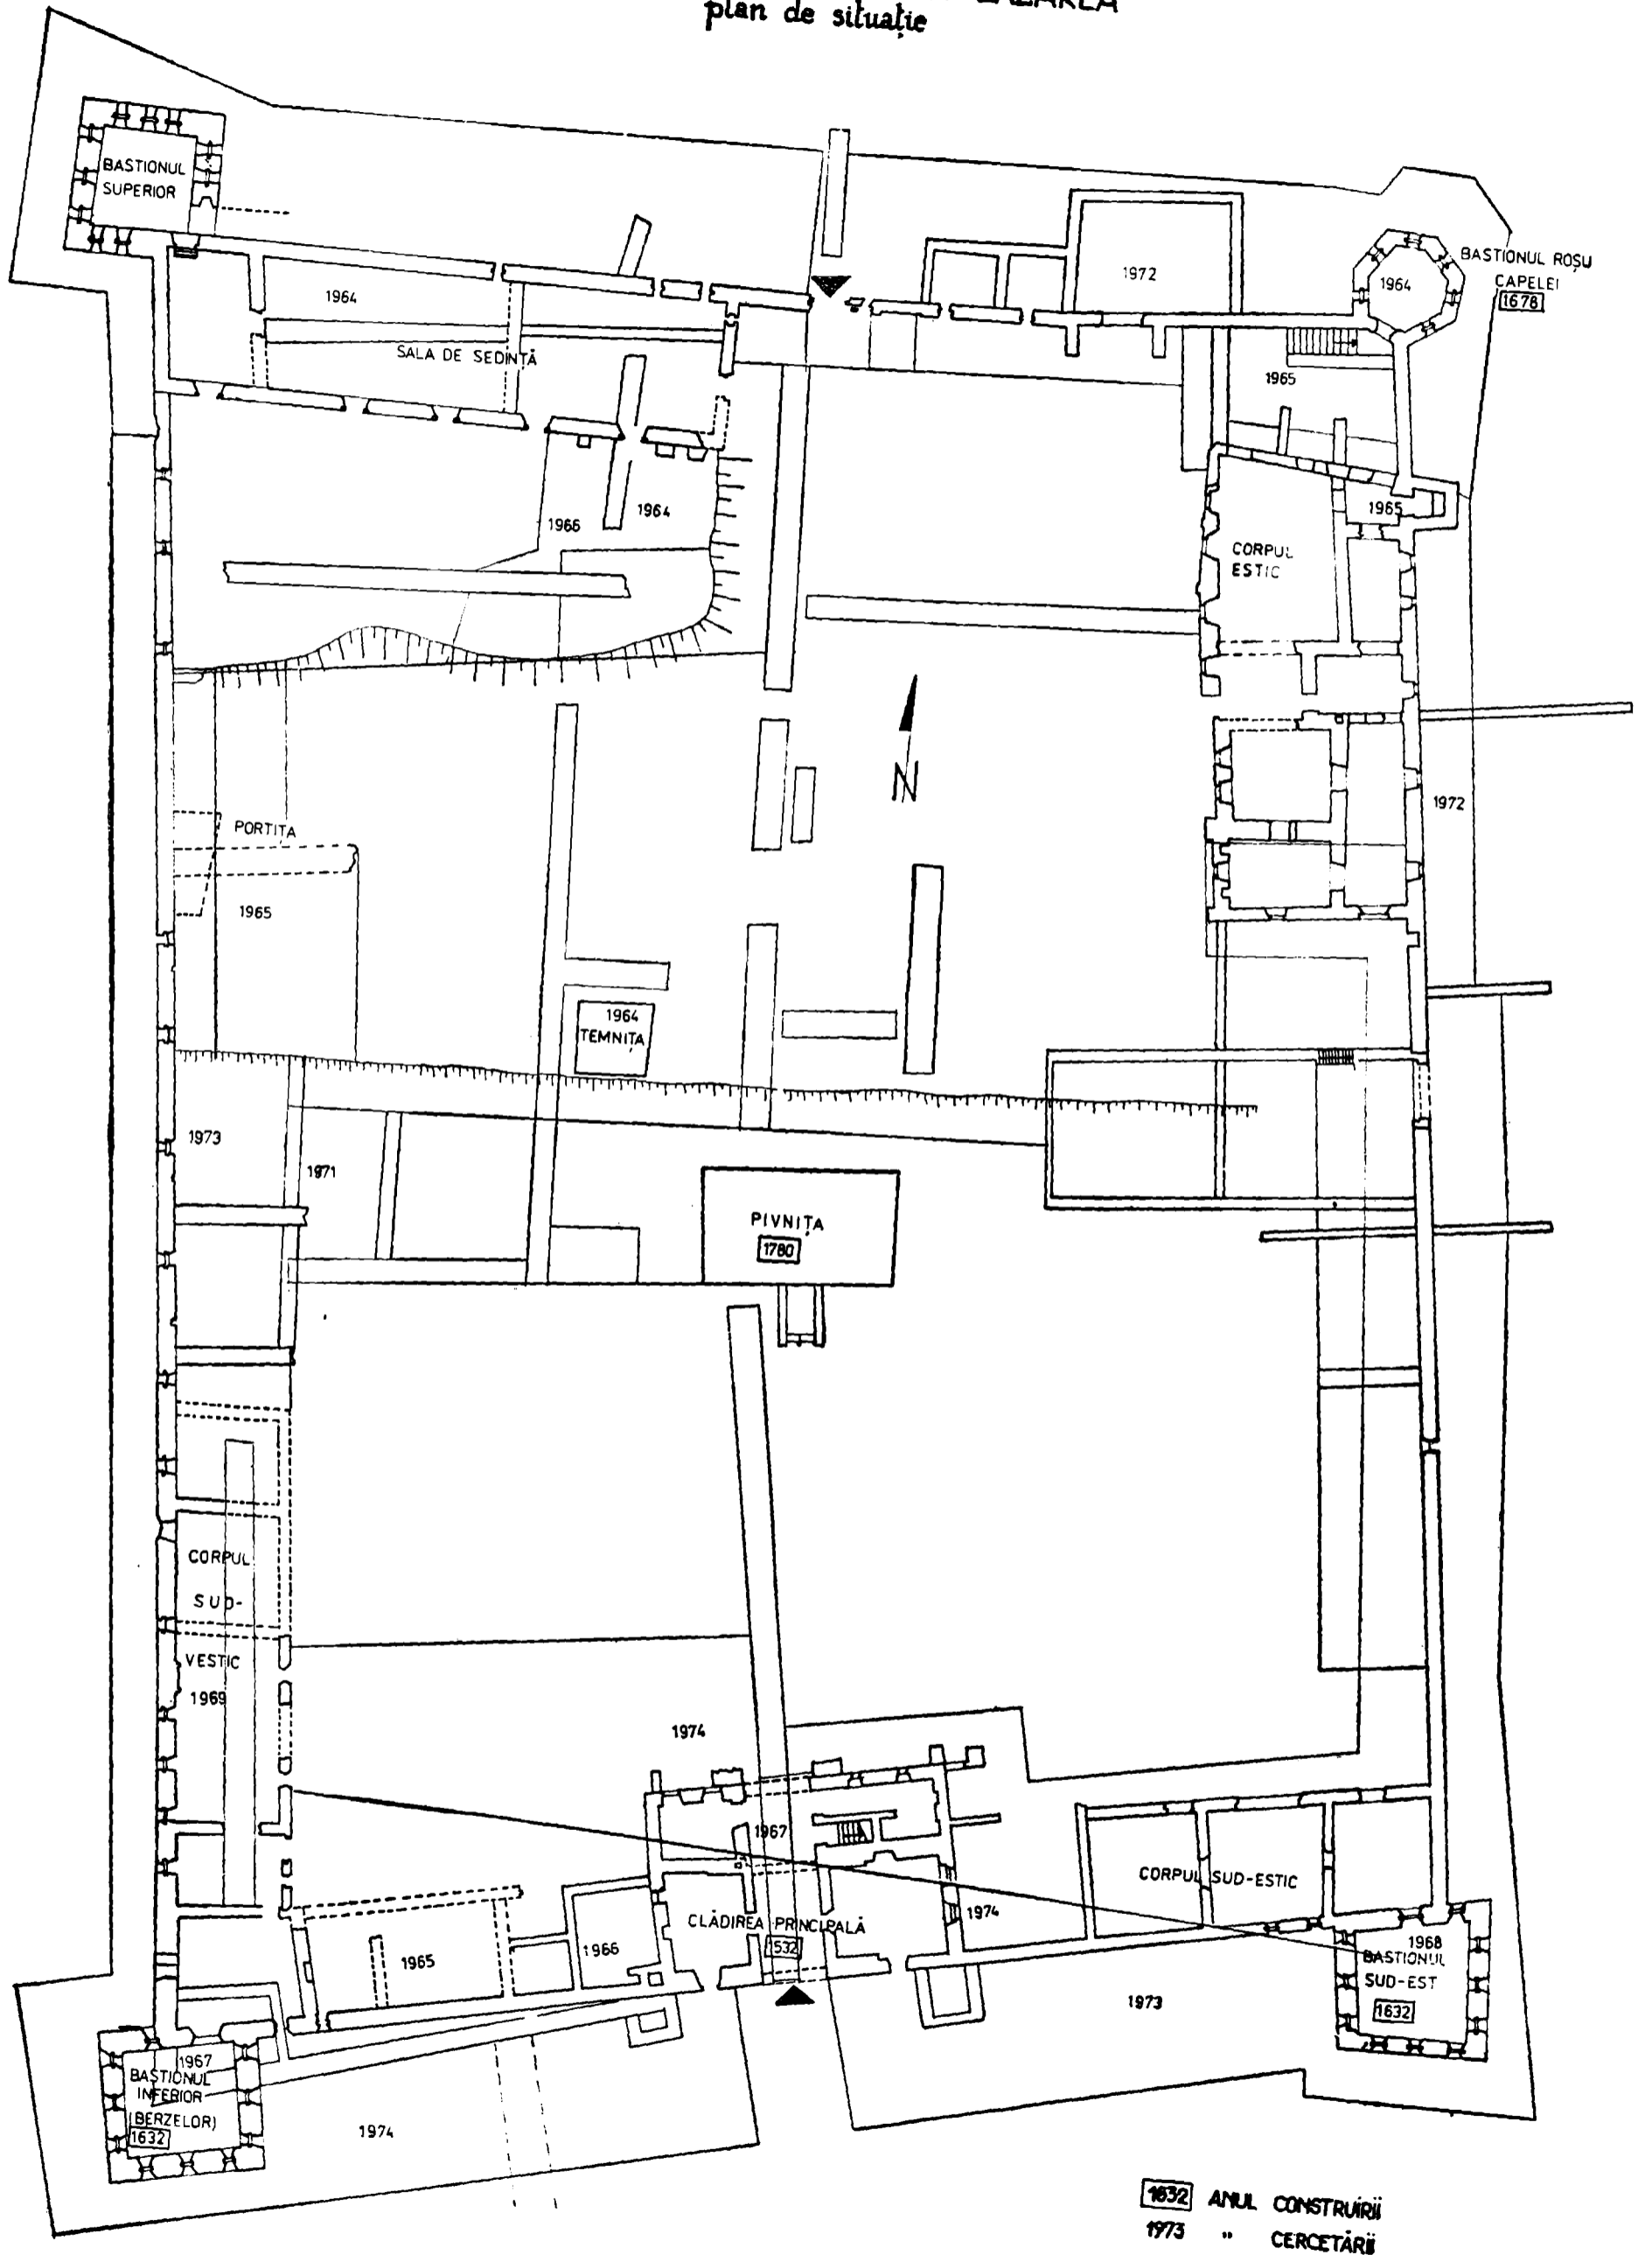 LAZAREA
plan de situație
BASTIONUL
SUPERIOR
1964
SALA DE SEDINȚĂ
1966
1964
1972
1964
BASTIONUL ROȘU
CAPELEI
1678
1965
1965
CORPUL
ESTIC
N
1972
PORTITA
1965
1964
TEMNIȚA
1973
1971
PIVNIȚA
1780
CORPUL
SUD-
VESTIC
1969
1974
1967
CLĂDIREA PRINCIPALĂ
1532
1965
1966
1974
CORPUL SUD-ESTIC
1968
BASTIONUL
SUD-EST
1632
1973
1967
BASTIONUL
INFERIOR
(BERZELOR)
1632
1974
1632 ANUL CONSTRUIRII
1973 " CERCETĂRII